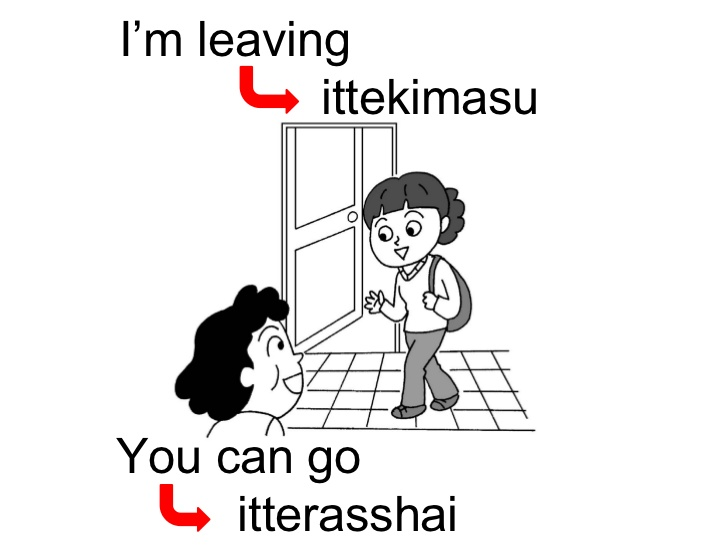 I’m leaving
ittekimasu
You can go
itterasshai